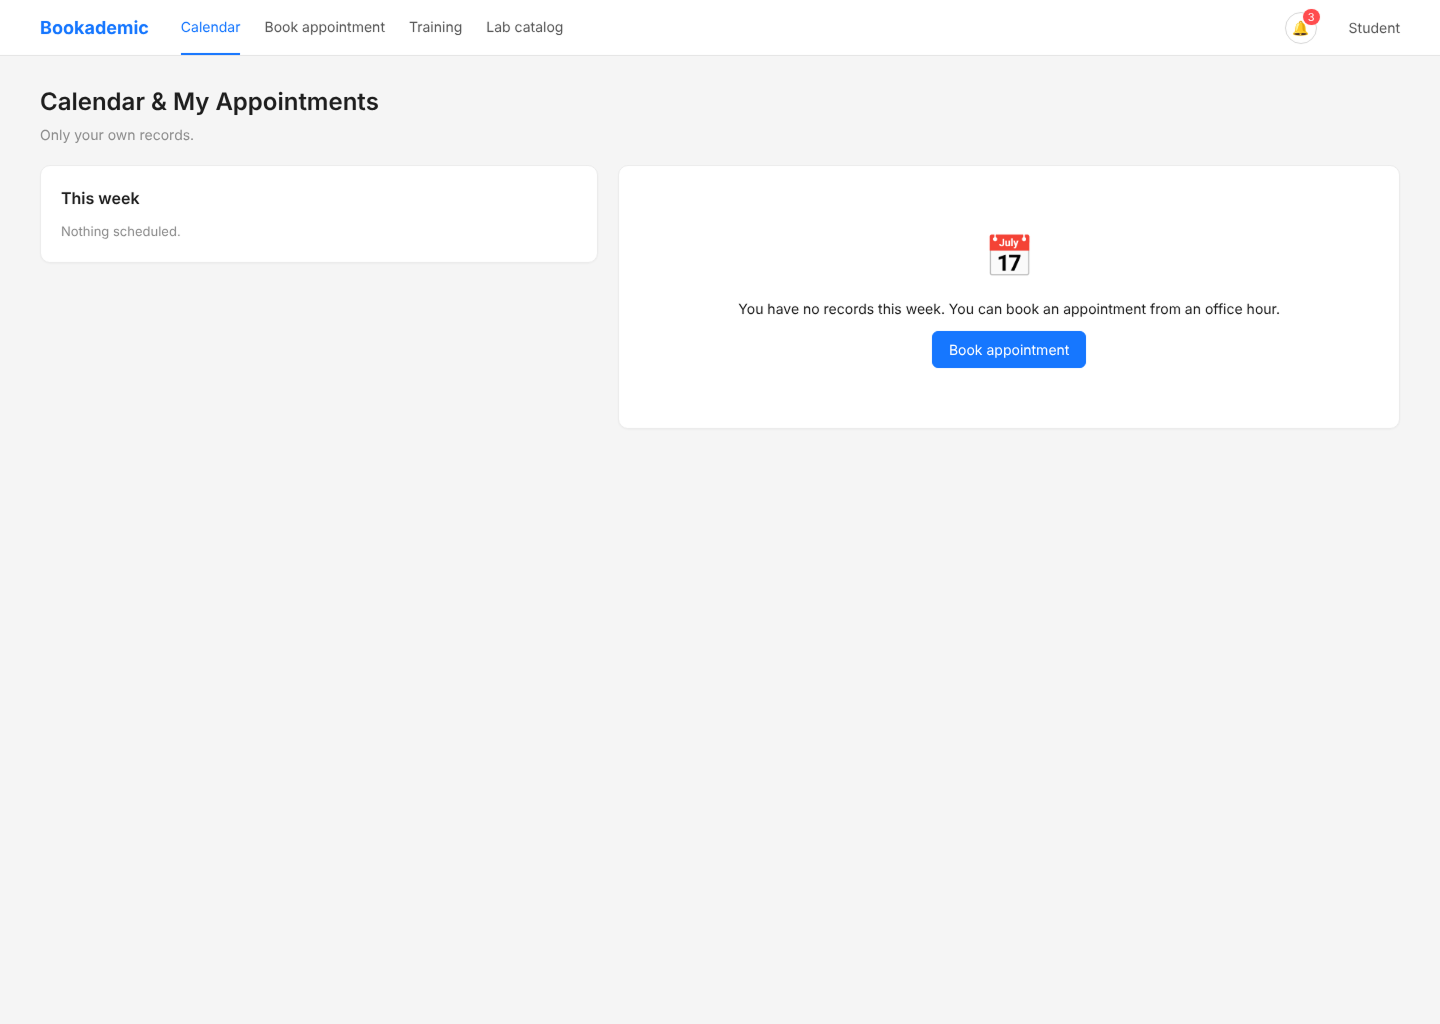 Bookademic
Calendar
Book appointment
Training
Lab catalog
3
Student
Calendar & My Appointments
Only your own records.
This week
Nothing scheduled.
July
17
You have no records this week. You can book an appointment from an office hour.
Book appointment